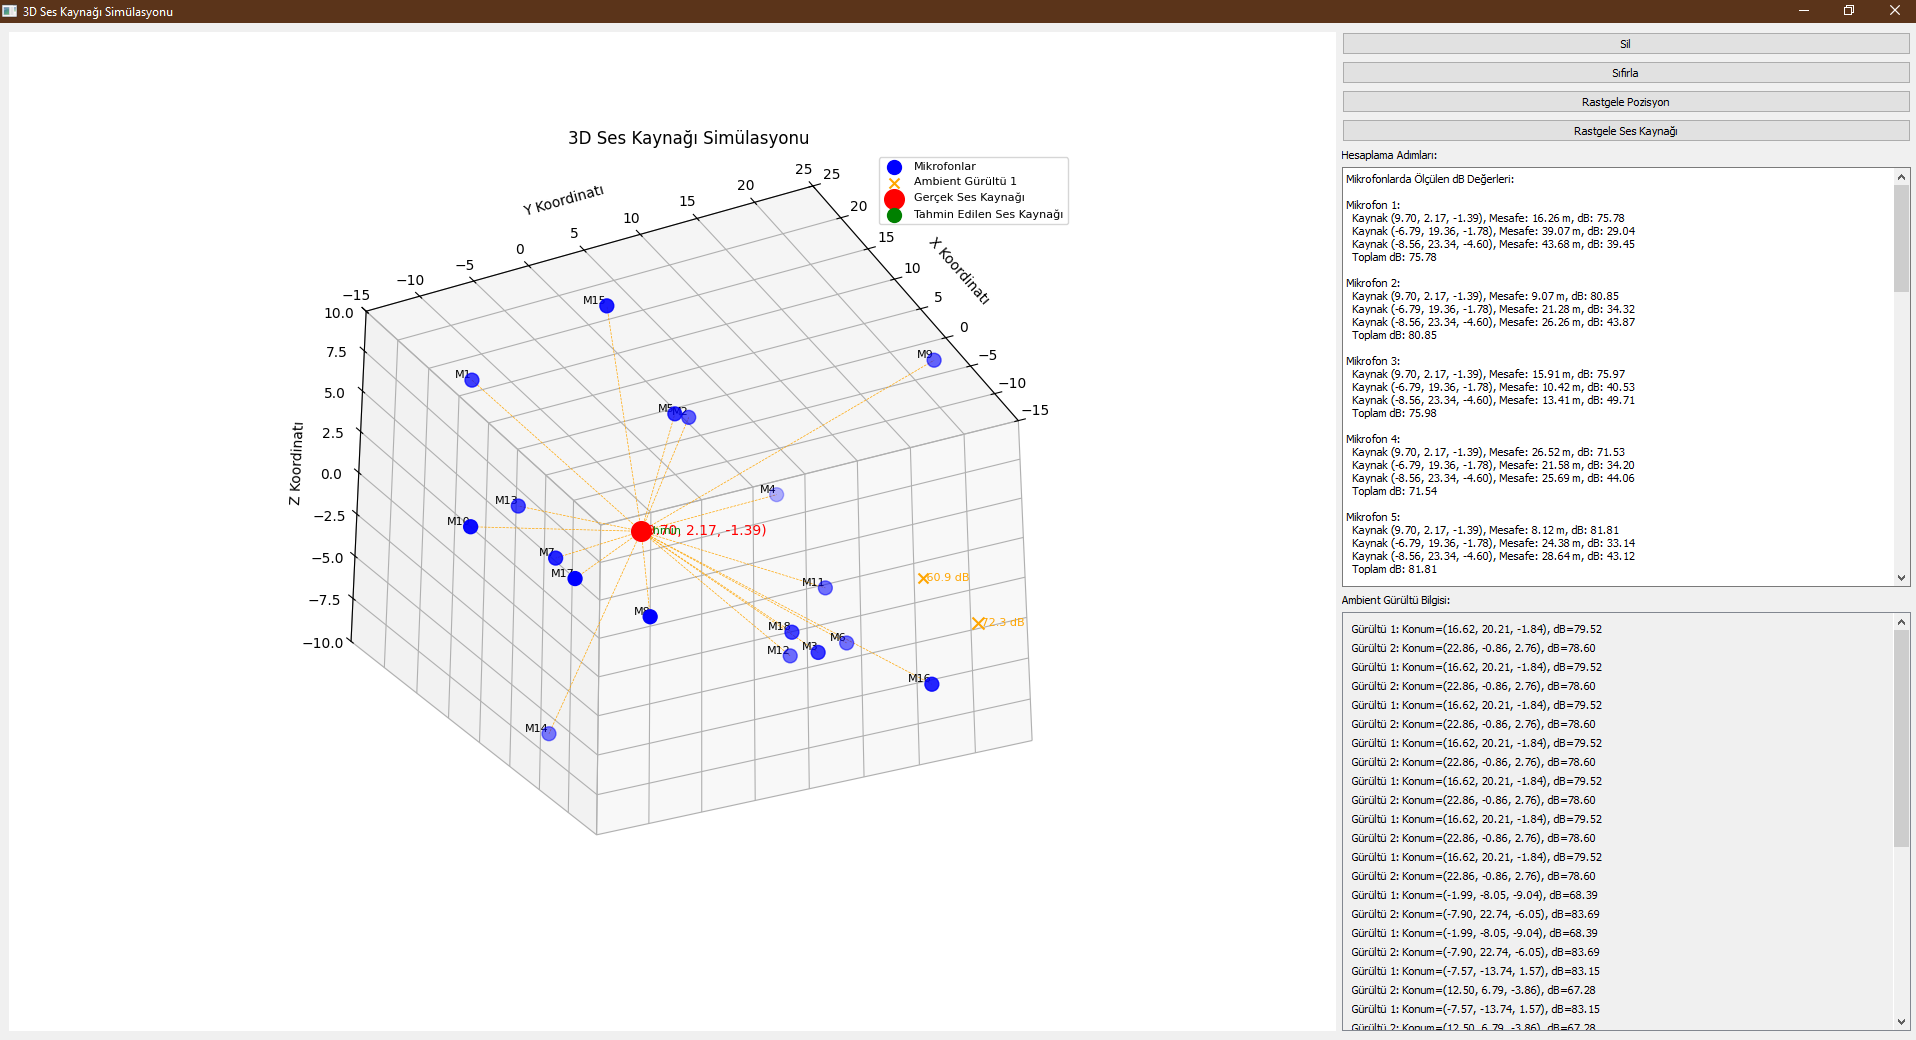 3D Ses Kaynağı Simülasyonu
Sil
Sıfırla
Rastgele Pozisyon
Rastgele Ses Kaynağı
Hesaplama Adımları:
Mikrofonlarda Ölçülen dB Değerleri:
Mikrofon 1:
Kaynak (9.70, 2.17, -1.39), Mesafe: 16.26 m, dB: 75.78
Kaynak (-6.79, 19.36, -1.78), Mesafe: 39.07 m, dB: 29.04
Kaynak (-8.56, 23.34, -4.60), Mesafe: 43.68 m, dB: 39.45
Toplam dB: 75.78
Mikrofon 2:
Kaynak (9.70, 2.17, -1.39), Mesafe: 9.07 m, dB: 80.85
Kaynak (-6.79, 19.36, -1.78), Mesafe: 21.28 m, dB: 34.32
Kaynak (-8.56, 23.34, -4.60), Mesafe: 26.26 m, dB: 43.87
Toplam dB: 80.85
Mikrofon 3:
Kaynak (9.70, 2.17, -1.39), Mesafe: 15.91 m, dB: 75.97
Kaynak (-6.79, 19.36, -1.78), Mesafe: 10.42 m, dB: 40.53
Kaynak (-8.56, 23.34, -4.60), Mesafe: 13.41 m, dB: 49.71
Toplam dB: 75.98
Mikrofon 4:
Kaynak (9.70, 2.17, -1.39), Mesafe: 26.52 m, dB: 71.53
Kaynak (-6.79, 19.36, -1.78), Mesafe: 21.58 m, dB: 34.20
Kaynak (-8.56, 23.34, -4.60), Mesafe: 25.69 m, dB: 44.06
Toplam dB: 71.54
Mikrofon 5:
Kaynak (9.70, 2.17, -1.39), Mesafe: 8.12 m, dB: 81.81
Kaynak (-6.79, 19.36, -1.78), Mesafe: 24.38 m, dB: 33.14
Kaynak (-8.56, 23.34, -4.60), Mesafe: 28.64 m, dB: 43.12
Toplam dB: 81.81
Ambient Gürültü Bilgisi:
Gürültü 1: Konum=(16.62, 20.21, -1.84), dB=79.52
Gürültü 2: Konum=(22.86, -0.86, 2.76), dB=78.60
Gürültü 1: Konum=(16.62, 20.21, -1.84), dB=79.52
Gürültü 2: Konum=(22.86, -0.86, 2.76), dB=78.60
Gürültü 1: Konum=(16.62, 20.21, -1.84), dB=79.52
Gürültü 2: Konum=(22.86, -0.86, 2.76), dB=78.60
Gürültü 1: Konum=(16.62, 20.21, -1.84), dB=79.52
Gürültü 2: Konum=(22.86, -0.86, 2.76), dB=78.60
Gürültü 1: Konum=(16.62, 20.21, -1.84), dB=79.52
Gürültü 2: Konum=(22.86, -0.86, 2.76), dB=78.60
Gürültü 1: Konum=(16.62, 20.21, -1.84), dB=79.52
Gürültü 2: Konum=(22.86, -0.86, 2.76), dB=78.60
Gürültü 1: Konum=(16.62, 20.21, -1.84), dB=79.52
Gürültü 2: Konum=(22.86, -0.86, 2.76), dB=78.60
Gürültü 1: Konum=(-1.99, -8.05, -9.04), dB=68.39
Gürültü 2: Konum=(-7.90, 22.74, -6.05), dB=83.69
Gürültü 1: Konum=(-1.99, -8.05, -9.04), dB=68.39
Gürültü 2: Konum=(-7.90, 22.74, -6.05), dB=83.69
Gürültü 1: Konum=(-7.57, -13.74, 1.57), dB=83.15
Gürültü 2: Konum=(12.50, 6.79, -3.86), dB=67.28
Gürültü 1: Konum=(-7.57, -13.74, 1.57), dB=83.15
Gürültü 2: Konum=(12.50, 6.79, -3.86), dB=67.28
3D Ses Kaynağı Simülasyonu
Mikrofonlar
Ambient Gürültü 1
Gerçek Ses Kaynağı
Tahmin Edilen Ses Kaynağı
Y Koordinatı
−15
−10
−5
0
5
10
15
20
25
X Koordinatı
25
20
15
10
5
0
−5
−10
−15
Z Koordinatı
10.0
7.5
5.0
2.5
0.0
−2.5
−5.0
−7.5
−10.0
M15
M1
M9
M5
M2
M4
M13
M19
.70, 2.17, -1.39)
M7
M17
M11
60.9 dB
M8
M18
72.3 dB
M6
M12
M3
M16
M14